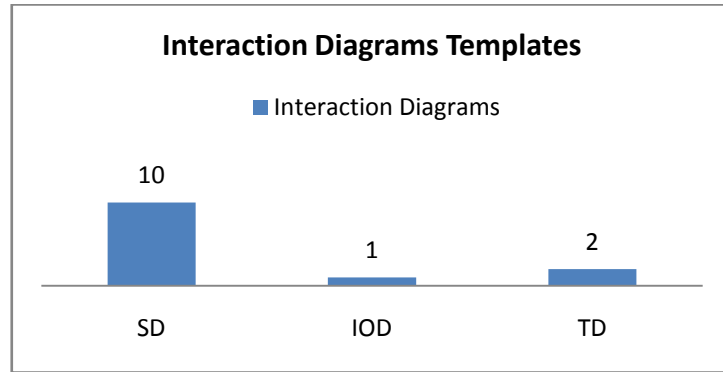 Interaction Diagrams Templates
Interaction Diagrams
10
1
2
SD
IOD
TD